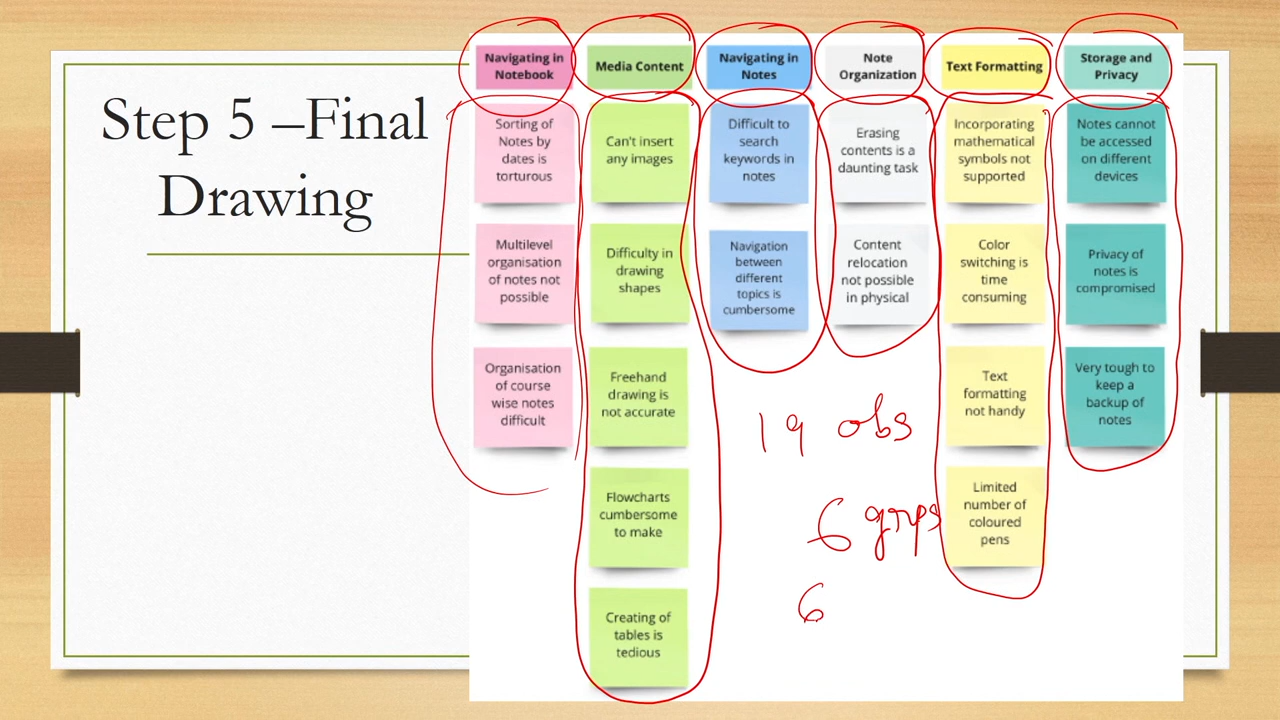 Step 5 –Final
Drawing
Navigating in
Notebook
Sorting of
Notes by
dates is
torturous
Multilevel
organisation
of notes not
possible
Organisation
of course
wise notes
difficult
Media Content
Can't insert
any images
Difficulty in
drawing
shapes
Freehand
drawing is
not accurate
Flowcharts
cumbersome
to make
Creating of
tables is
tedious
Navigating in
Notes
Difficult to
search
keywords in
notes
Navigation
between
different
topics is
cumbersome
Note
Organization
Erasing
contents is a
daunting task
Content
relocation
not possible
in physical
Text Formatting
Incorporating
mathematical
symbols not
supported
Color
switching is
time
consuming
Text
formatting
not handy
Limited
number of
coloured
pens
Storage and
Privacy
Notes cannot
be accessed
on different
devices
Privacy of
notes is
compromised
Very tough to
keep a
backup of
notes
19 obs
6 grps
6